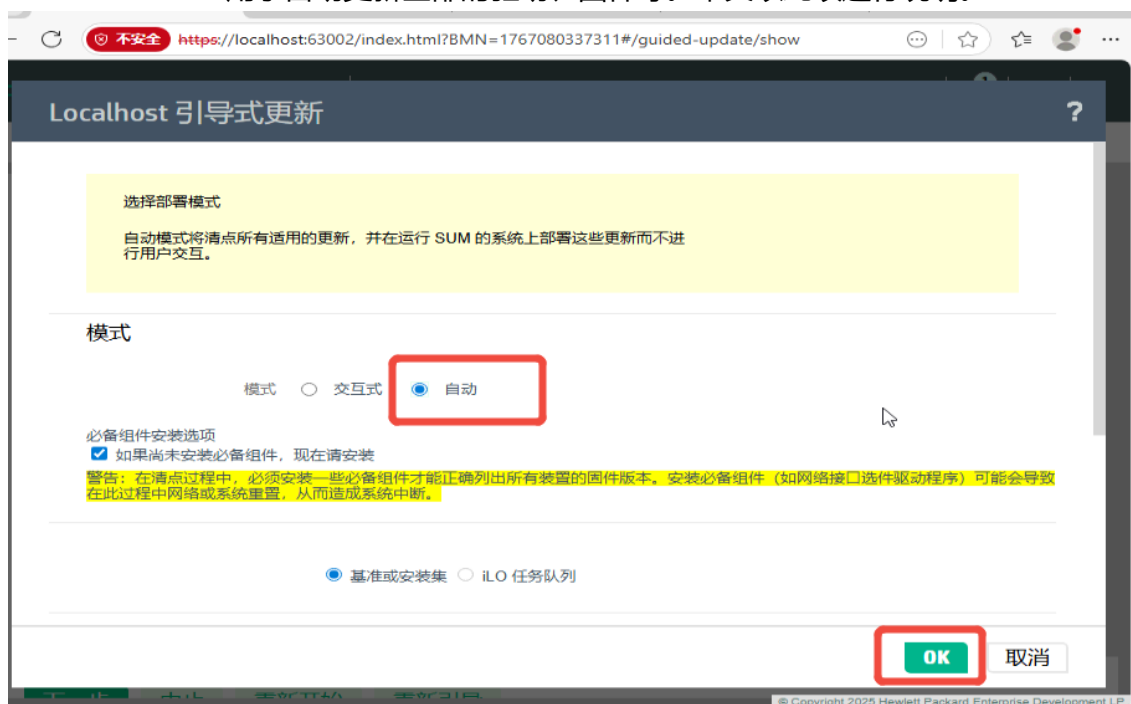 不安全 https://localhost:63002/index.html?BMN=1767080337311#/guided-update/show
Localhost 引导式更新 ?
选择部署模式
自动模式将清点所有适用的更新，并在运行 SUM 的系统上部署这些更新而不进
行用户交互。
模式
模式 交互式 自动
必备组件安装选项
如果尚未安装必备组件，现在请安装
警告：在清点过程中，必须安装一些必备组件才能正确列出所有装置的固件版本。安装必备组件（如网络接口选件驱动程序）可能会导致
在此过程中网络或系统重置，从而造成系统中断。
基准或安装集 iLO 任务队列
OK 取消
© Copyright 2025 Hewlett Packard Enterprise Development LP